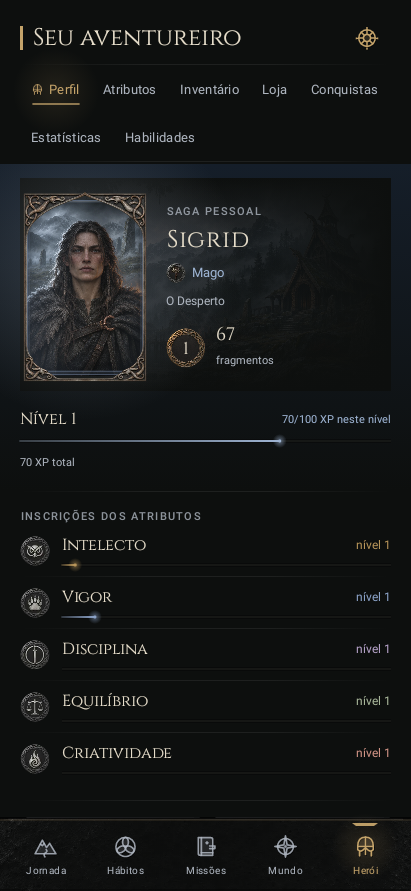 Seu aventureiro
Perfil Atributos Inventário Loja Conquistas
Estatísticas Habilidades
SAGA PESSOAL
Sigrid
Mago
O Desperto
1 67
fragmentos
Nível 1 70/100 XP neste nível
70 XP total
INSCRIÇÕES DOS ATRIBUTOS
Intelecto nível 1
Vigor nível 1
Disciplina nível 1
Equilíbrio nível 1
Criatividade nível 1
Jornada Hábitos Missões Mundo Herói